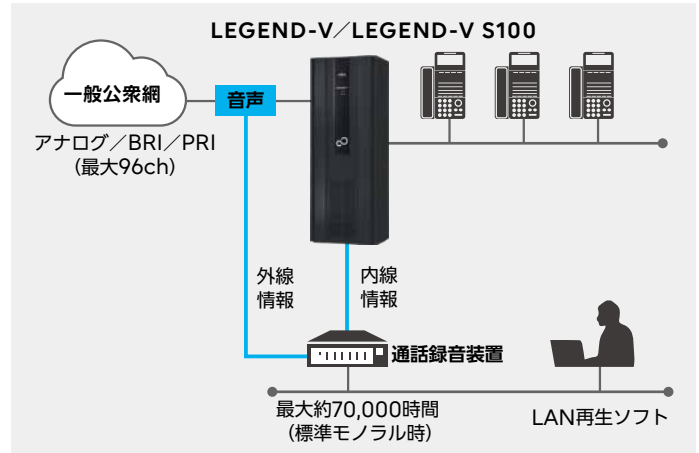 LEGEND-V／LEGEND-V S100
一般公衆網
音声
アナログ／BRI／PRI
(最大96ch)
外線
情報
内線
情報
通話録音装置
最大約70,000時間
(標準モノラル時)
LAN再生ソフト